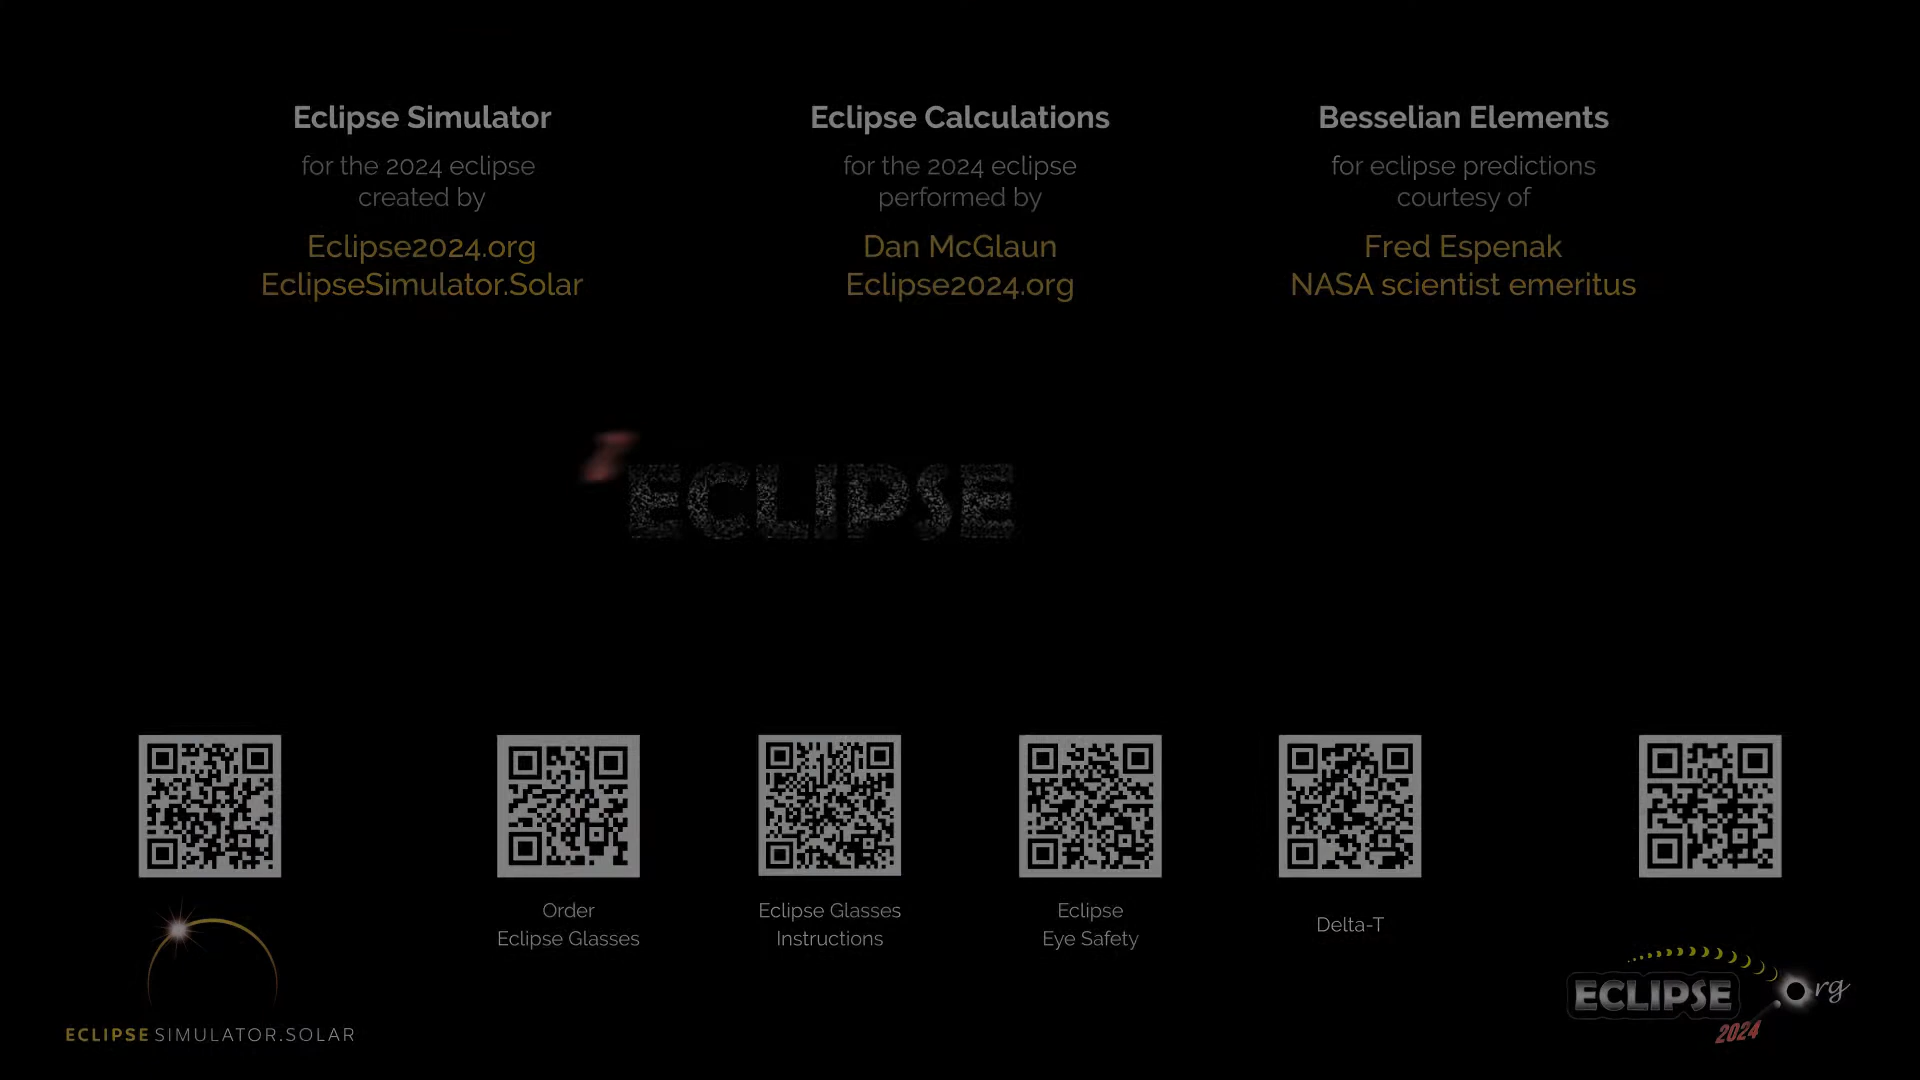 Eclipse Simulator
for the 2024 eclipse
created by
Eclipse2024.org
EclipseSimulator.Solar
Eclipse Calculations
for the 2024 eclipse
performed by
Dan McGlaun
Eclipse2024.org
Besselian Elements
for eclipse predictions
courtesy of
Fred Espenak
NASA scientist emeritus
ECLIPSE
Order
Eclipse Glasses
Eclipse Glasses
Instructions
Eclipse
Eye Safety
Delta-T
ECLIPSESIMULATOR.SOLAR
ECLIPSE
.Org
2024